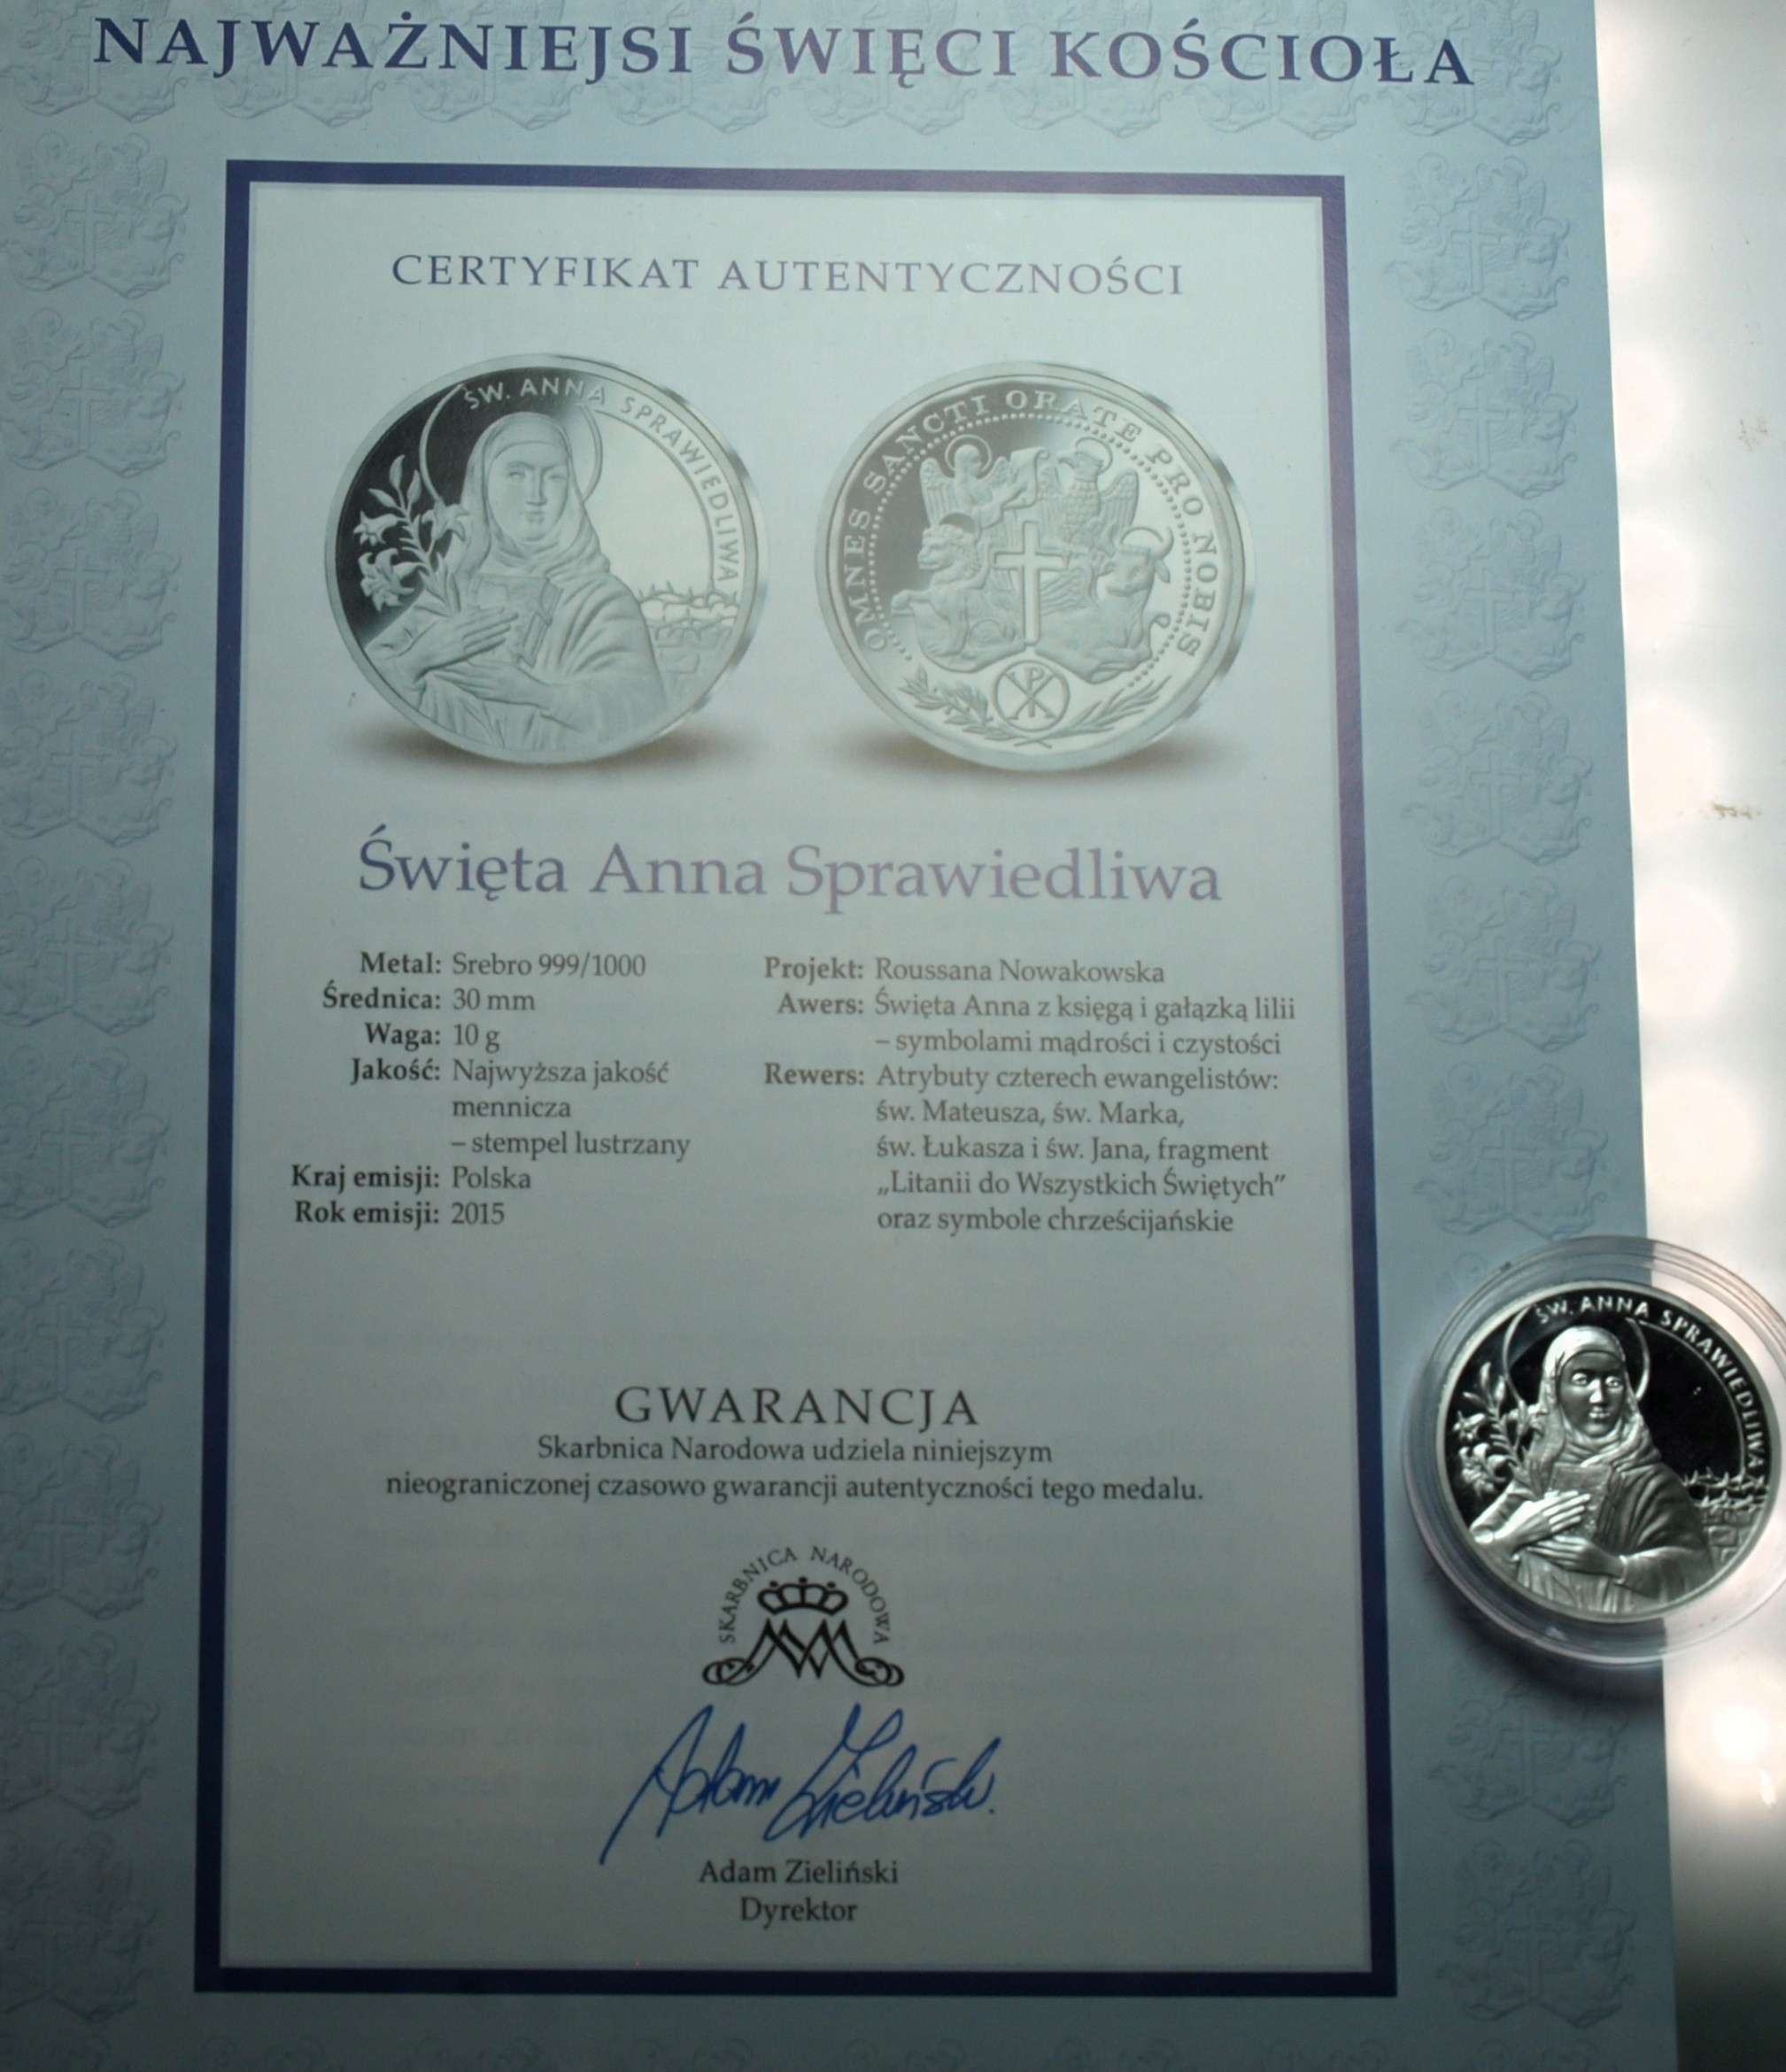 NAJWAŻNIEJSI ŚWIĘCI KOŚCIOŁA
CERTYFIKAT AUTENTYCZNOŚCI
ŚW. ANNA SPRAWIEDLIWA
OMNES SANCTI ORATE PRO NOBIS
Święta Anna Sprawiedliwa
Metal: Srebro 999/1000
Średnica: 30 mm
Waga: 10 g
Jakość: Najwyższa jakość
mennicza
– stempel lustrzany
Kraj emisji: Polska
Rok emisji: 2015
Projekt: Roussana Nowakowska
Awers: Święta Anna z księgą i gałązką lilii
– symbolami mądrości i czystości
Rewers: Atrybuty czterech ewangelistów:
św. Mateusza, św. Marka,
św. Łukasza i św. Jana, fragment
„Litanii do Wszystkich Świętych”
oraz symbole chrześcijańskie
ŚW. ANNA SPRAWIEDLIWA
GWARANCJA
Skarbnica Narodowa udziela niniejszym
nieograniczonej czasowo gwarancji autentyczności tego medalu.
SKARBNICA NARODOWA
Adam Zieliński
Adam Zieliński
Dyrektor